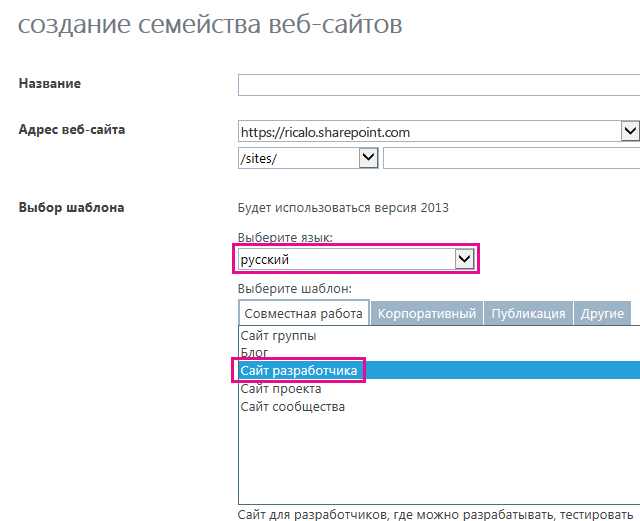 создание семейства веб-сайтов
Название
Адрес веб-сайта
https://ricalo.sharepoint.com
/sites/
Выбор шаблона
Будет использоваться версия 2013
Выберите язык:
русский
Выберите шаблон:
Совместная работа Корпоративный Публикация Другие
Сайт группы
Блог
Сайт разработчика
Сайт проекта
Сайт сообщества
Сайт для разработчиков, где можно разрабатывать, тестировать